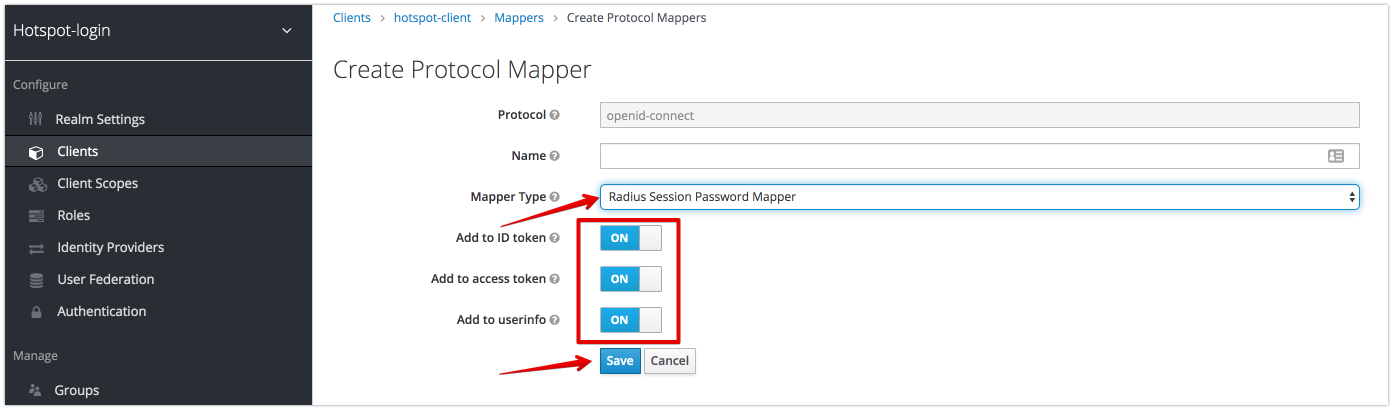 Hotspot-login
Configure
Realm Settings
Clients
Client Scopes
Roles
Identity Providers
User Federation
Authentication
Manage
Groups
Clients > hotspot-client > Mappers > Create Protocol Mappers
Create Protocol Mapper
Protocol ? openid-connect
Name ?
Mapper Type ? Radius Session Password Mapper
Add to ID token ? ON
Add to access token ? ON
Add to userinfo ? ON
Save Cancel